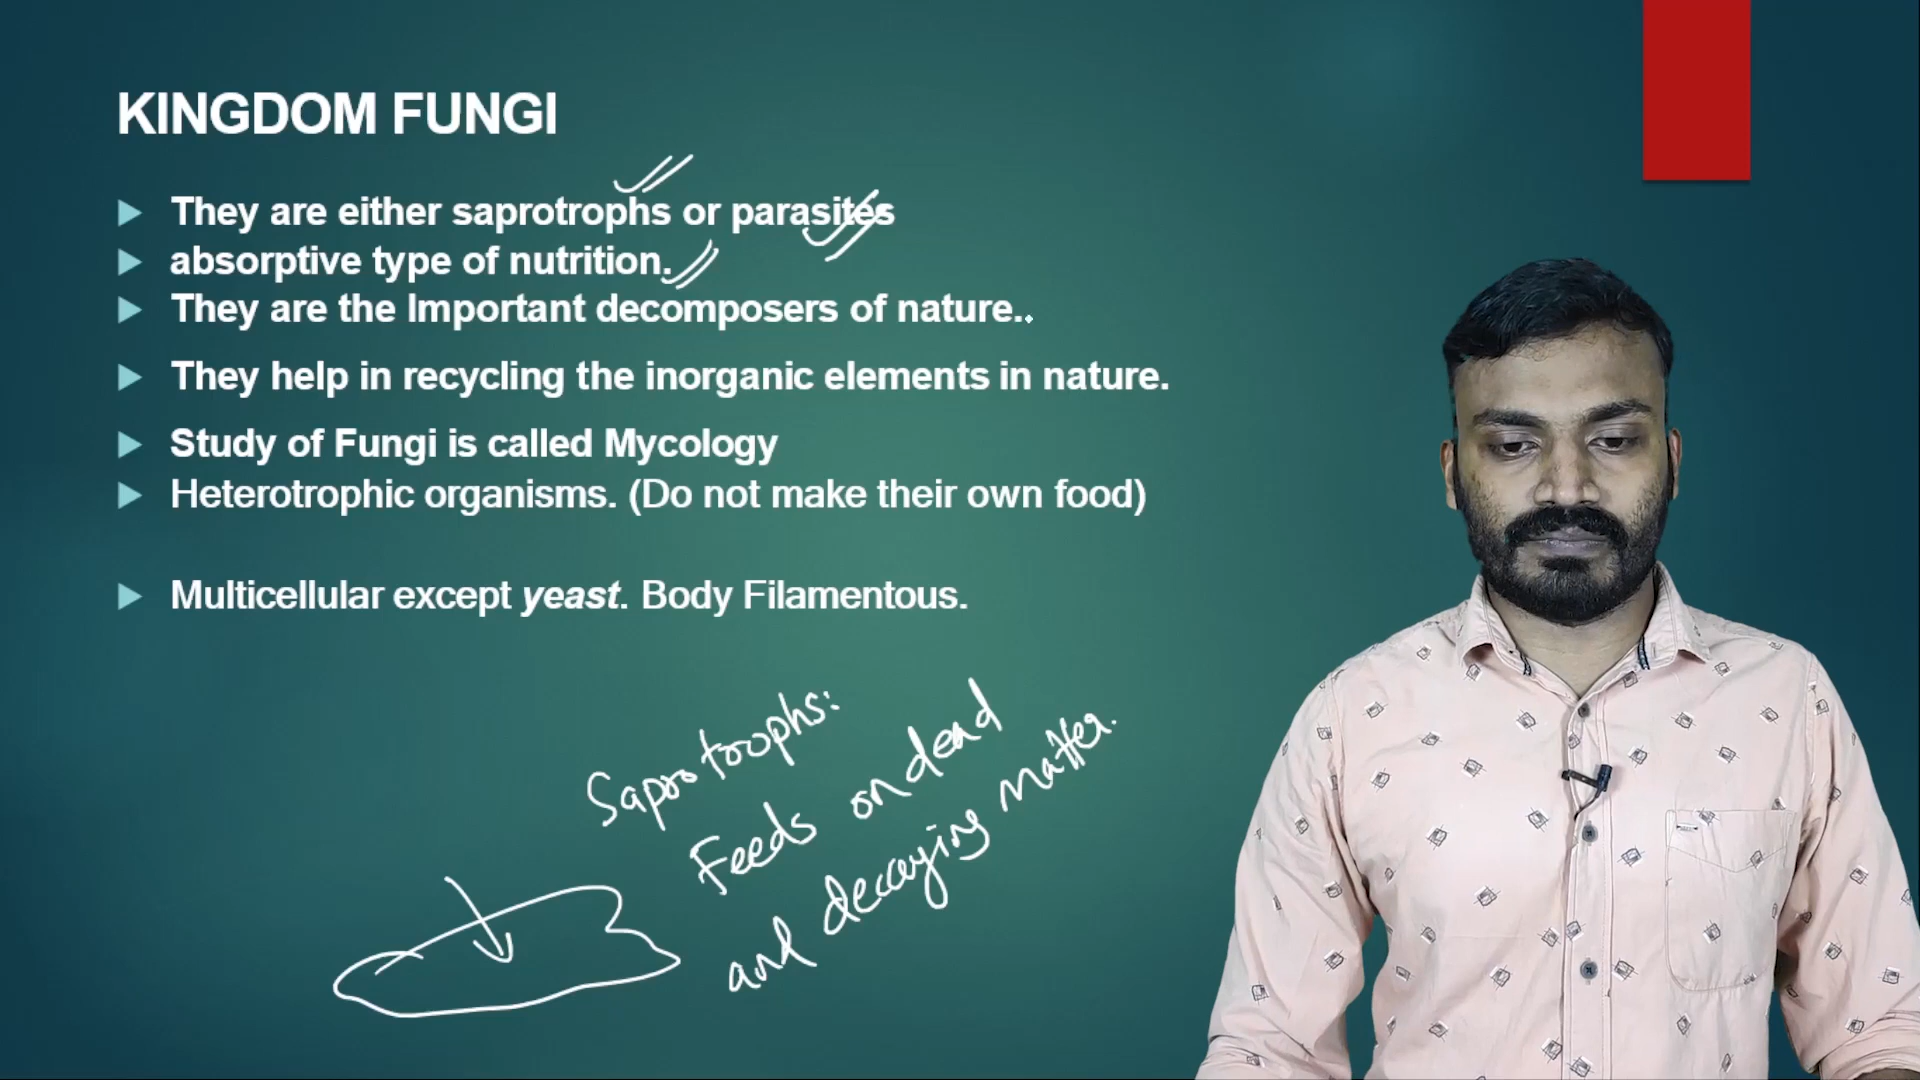 KINGDOM FUNGI
They are either saprotrophs or parasites
absorptive type of nutrition.
They are the Important decomposers of nature..
They help in recycling the inorganic elements in nature.
Study of Fungi is called Mycology
Heterotrophic organisms. (Do not make their own food)
Multicellular except yeast. Body Filamentous.
Saprotrophs:
Feeds on dead
and decaying matter.